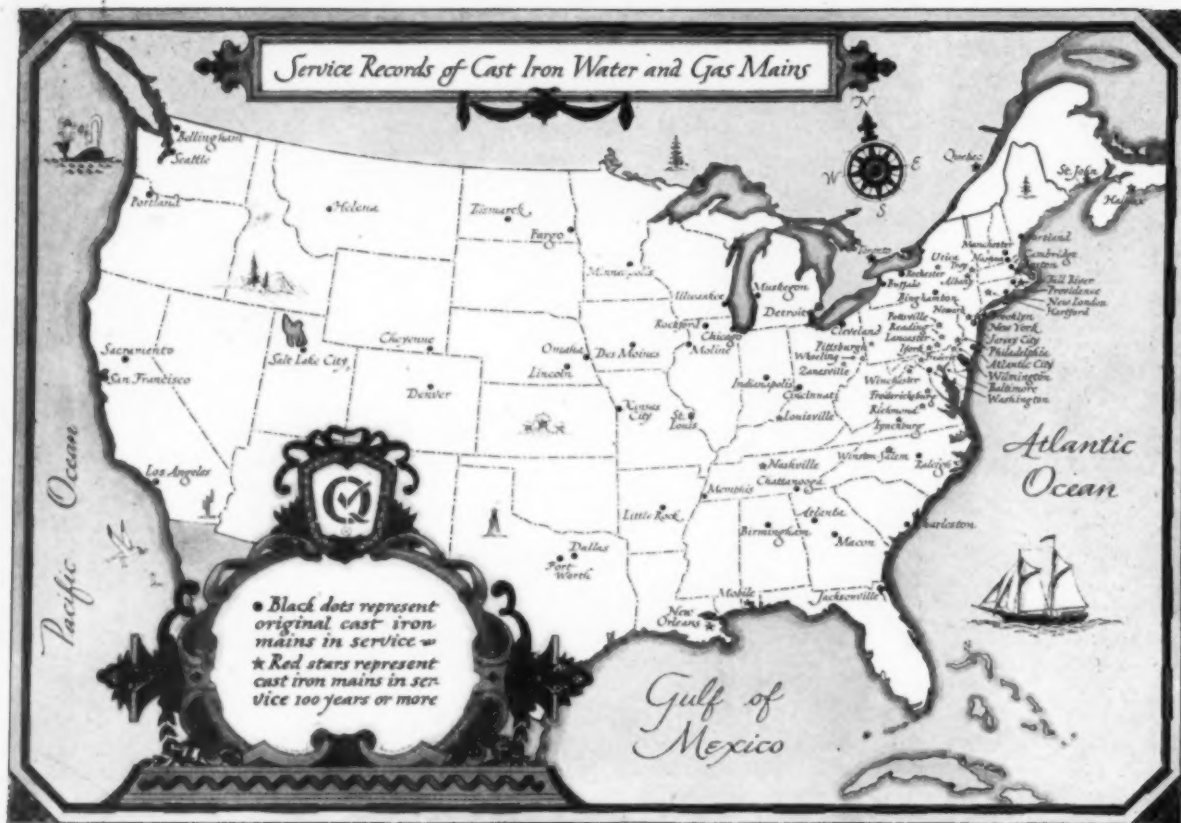 Service Records of Cast Iron Water and Gas Mains
N
W
E
S
Bellingham
Seattle
Portland
Helena
Bismarck
Fargo
Minneapolis
Milwaukee
Muskegon
Detroit
Rockford
Chicago
Moline
Sacramento
San Francisco
Salt Lake City
Cheyenne
Denver
Omaha
Lincoln
Des Moines
Kansas
City
St.
Louis
Indianapolis
Cincinnati
Louisville
Los Angeles
Nashville
Chattanooga
Memphis
Little Rock
Birmingham
Atlanta
Macon
Dallas
Fort
Worth
New
Orleans
Mobile
Jacksonville
Charleston
Winston-Salem
Raleigh
Quebec
St. John
Halifax
Toronto
Rochester
Buffalo
Utica
Troy
Albany
Manchester
Nashua
Portland
Cambridge
Boston
Fall River
Providence
New London
Hartford
Binghamton
Newark
Brooklyn
New York
Jersey City
Philadelphia
Atlantic City
Wilmington
Baltimore
Washington
Pottsville
Reading
Lancaster
York
Frederick
Cleveland
Pittsburgh
Wheeling
Zanesville
Winchester
Fredericksburg
Richmond
Lynchburg
Pacific Ocean
Atlantic
Ocean
Gulf of
Mexico
Q
• Black dots represent
original cast iron
mains in service
★ Red stars represent
cast iron mains in ser-
vice 100 years or more